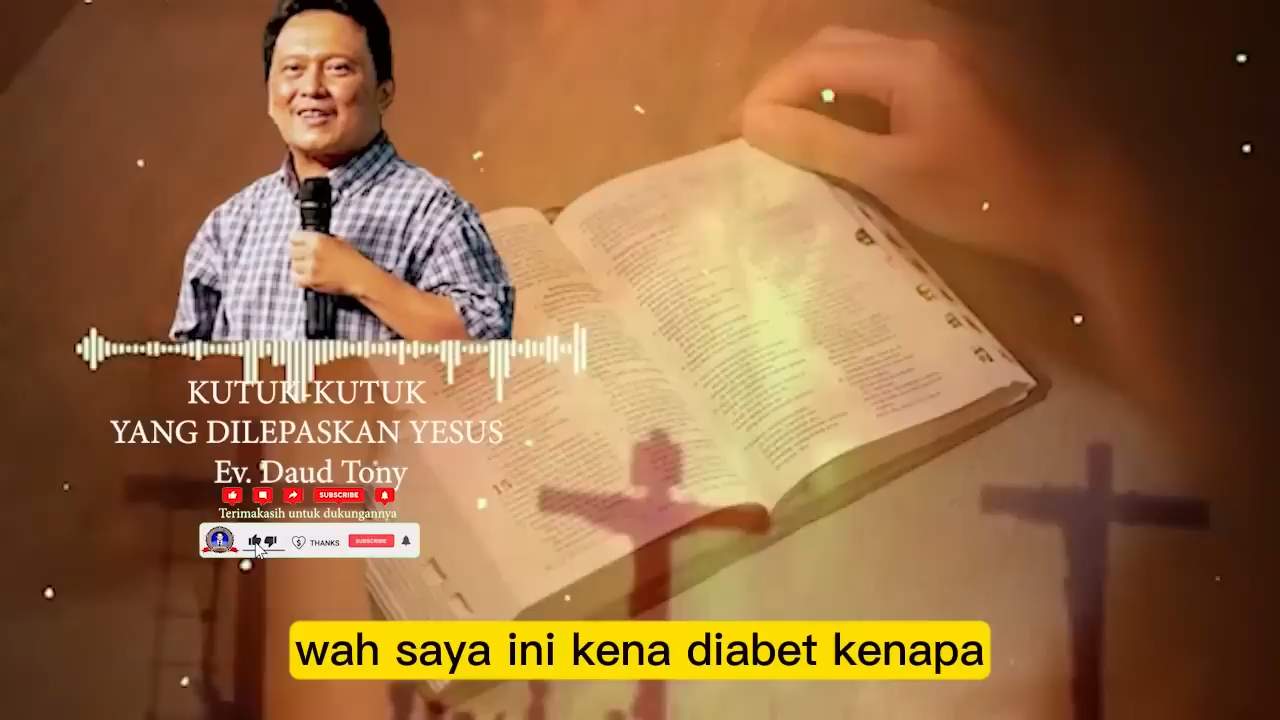 KUTUK-KUTUK
YANG DILEPASKAN YESUS
Ev. Daud Tony
SUBSCRIBE
Terimakasih untuk dukungannya
THANKS SUBSCRIBE
wah saya ini kena diabet kenapa